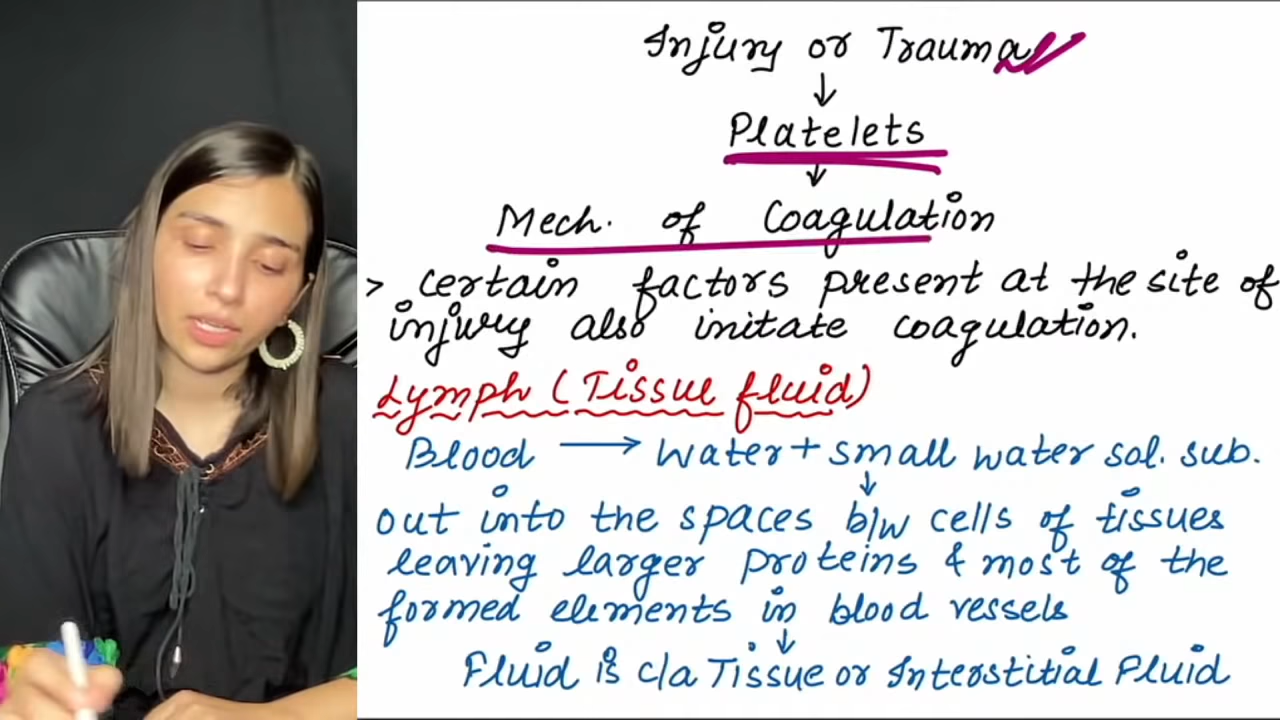 Injury or Trauma
↓
Platelets
↓
Mech. of Coagulation
> certain factors present at the site of
injury also initate coagulation.
Lymph (Tissue fluid)
Blood → water + small water sol. sub.
↓
out into the spaces b/w cells of tissues
leaving larger proteins & most of the
formed elements in blood vessels
↓
Fluid is c/a Tissue or Interstitial Fluid